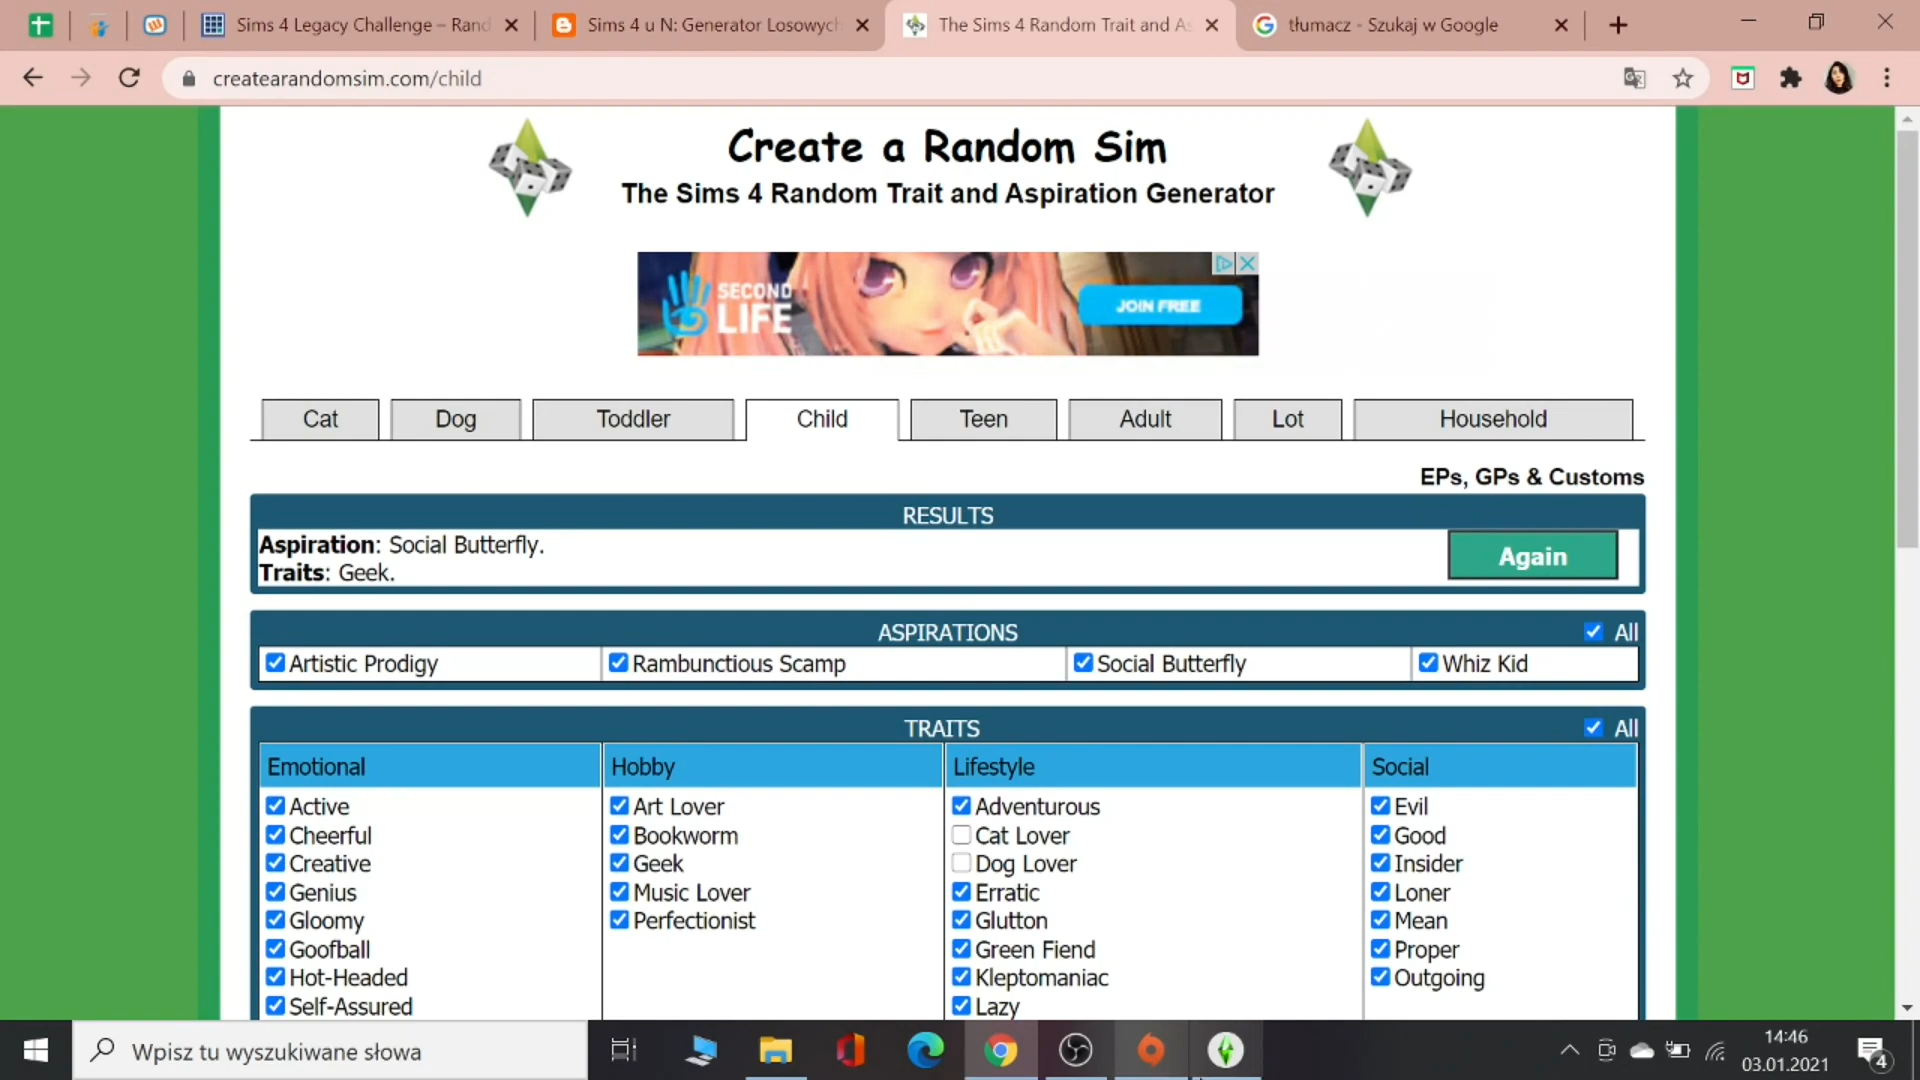 Sims 4 Legacy Challenge – Rand
Sims 4 u N: Generator Losowych
The Sims 4 Random Trait and As
tłumacz - Szukaj w Google
createarandomsim.com/child
Create a Random Sim
The Sims 4 Random Trait and Aspiration Generator
SECOND
LIFE
JOIN FREE
Cat
Dog
Toddler
Child
Teen
Adult
Lot
Household
EPs, GPs & Customs
RESULTS
Aspiration: Social Butterfly.
Traits: Geek.
Again
ASPIRATIONS
All
Artistic Prodigy
Rambunctious Scamp
Social Butterfly
Whiz Kid
TRAITS
All
Emotional
Hobby
Lifestyle
Social
Active
Cheerful
Creative
Genius
Gloomy
Goofball
Hot-Headed
Self-Assured
Art Lover
Bookworm
Geek
Music Lover
Perfectionist
Adventurous
Cat Lover
Dog Lover
Erratic
Glutton
Green Fiend
Kleptomaniac
Lazy
Evil
Good
Insider
Loner
Mean
Proper
Outgoing
Wpisz tu wyszukiwane słowa
14:46
03.01.2021
4